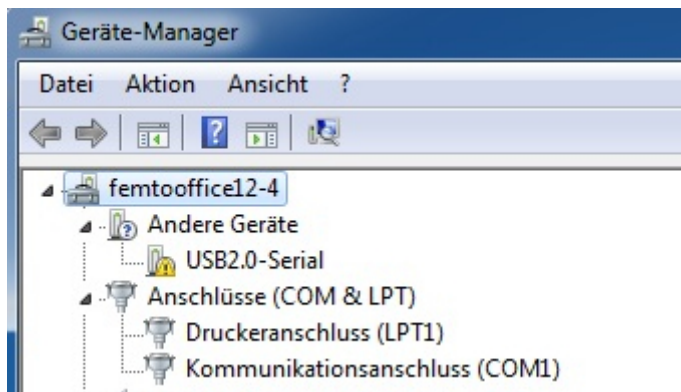 Geräte-Manager
Datei Aktion Ansicht ?
femtooffice12-4
Andere Geräte
USB2.0-Serial
Anschlüsse (COM & LPT)
Druckeranschluss (LPT1)
Kommunikationsanschluss (COM1)